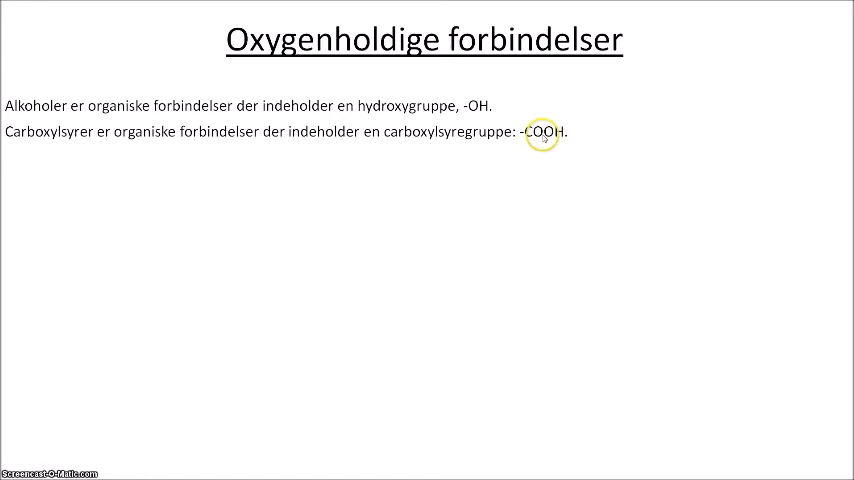 Oxygenholdige forbindelser
Alkoholer er organiske forbindelser der indeholder en hydroxygruppe, -OH.
Carboxylsyrer er organiske forbindelser der indeholder en carboxylsyregruppe: -COOH.
Screencast-O-Matic.com